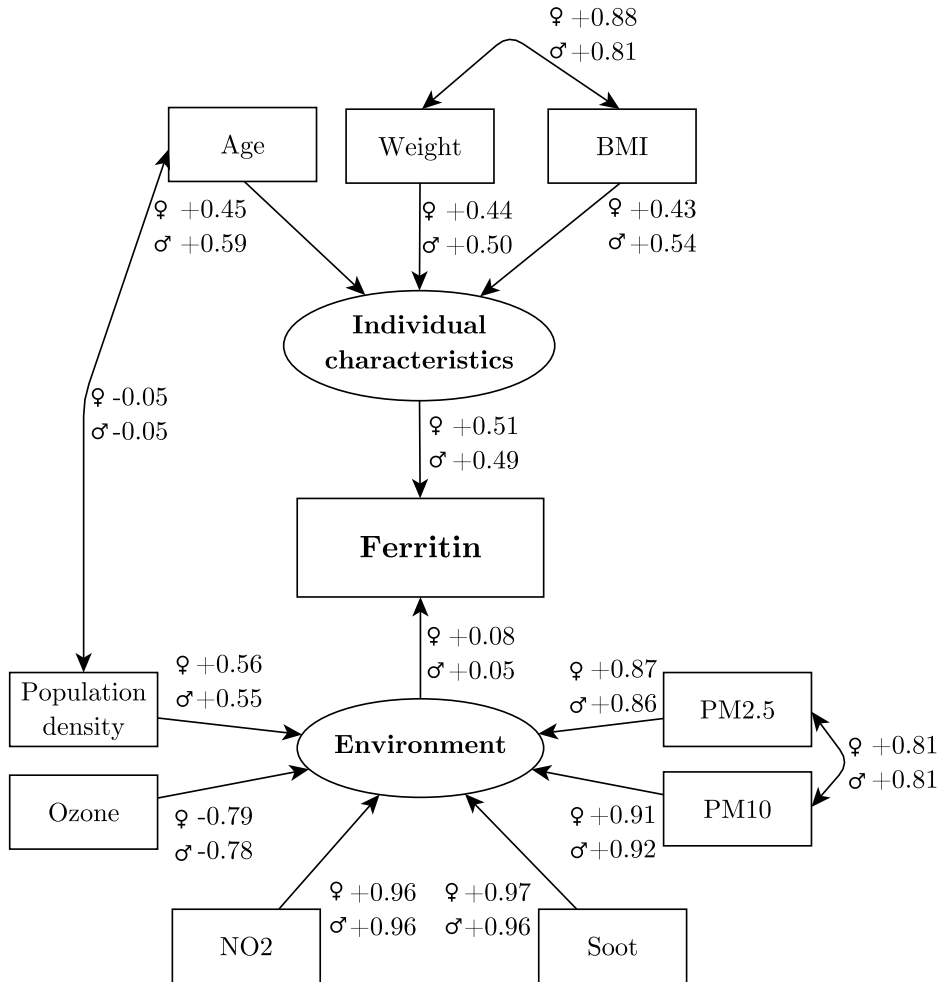 ♀ +0.88
♂ +0.81
Age
Weight
BMI
♀ +0.45
♂ +0.59
♀ +0.44
♂ +0.50
♀ +0.43
♂ +0.54
Individual
characteristics
♀ -0.05
♂ -0.05
♀ +0.51
♂ +0.49
Ferritin
♀ +0.08
♂ +0.05
Population
density
♀ +0.56
♂ +0.55
♀ +0.87
♂ +0.86
PM2.5
Environment
♀ +0.81
♂ +0.81
Ozone
♀ -0.79
♂ -0.78
♀ +0.91
♂ +0.92
PM10
♀ +0.96
♂ +0.96
♀ +0.97
♂ +0.96
NO2
Soot